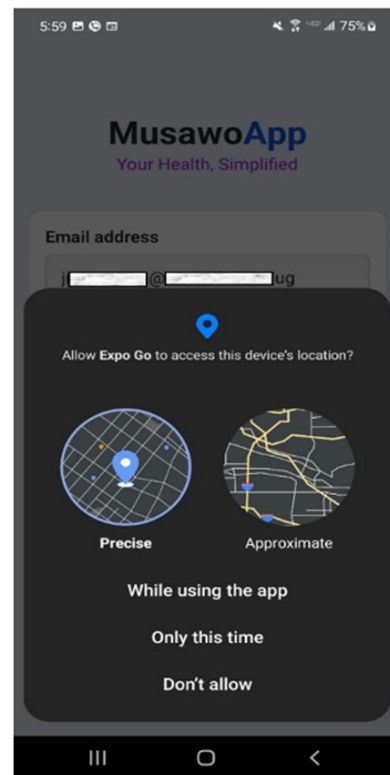 5:59 75%
MusawoApp
Your Health, Simplified
Email address
j @ ug
Allow Expo Go to access this device's location?
Precise Approximate
While using the app
Only this time
Don't allow